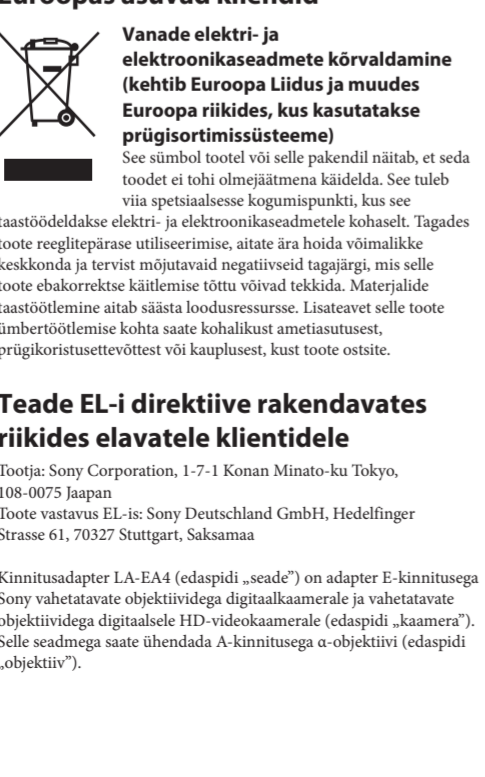 Euroopas asuvad kliendid
Vanade elektri- ja
elektroonikaseadmete kõrvaldamine
(kehtib Euroopa Liidus ja muudes
Euroopa riikides, kus kasutatakse
prügisortimissüsteeme)
See sümbol tootel või selle pakendil näitab, et seda
toodet ei tohi olmejäätmena käidelda. See tuleb
viia spetsiaalsesse kogumispunkti, kus see
taastöödeldakse elektri- ja elektroonikaseadmetele kohaselt. Tagades
toote reeglitepärase utiliseerimise, aitate ära hoida võimalikke
keskkonda ja tervist mõjutavaid negatiivseid tagajärgi, mis selle
toote ebakorrektse käitlemise tõttu võivad tekkida. Materjalide
taastöötlemine aitab säästa loodusressursse. Lisateavet selle toote
ümbertöötlemise kohta saate kohalikust ametiasutusest,
prügikoristusettevõttest või kauplusest, kust toote ostsite.
Teade EL-i direktiive rakendavates
riikides elavatele klientidele
Tootja: Sony Corporation, 1-7-1 Konan Minato-ku Tokyo,
108-0075 Jaapan
Toote vastavus EL-is: Sony Deutschland GmbH, Hedelfinger
Strasse 61, 70327 Stuttgart, Saksamaa
Kinnitusadapter LA-EA4 (edaspidi „seade”) on adapter E-kinnitusega
Sony vahetatavate objektiividega digitaalkaamerale ja vahetatavate
objektiividega digitaalsele HD-videokaamerale (edaspidi „kaamera”).
Selle seadmega saate ühendada A-kinnitusega α-objektiivi (edaspidi
„objektiiv”).